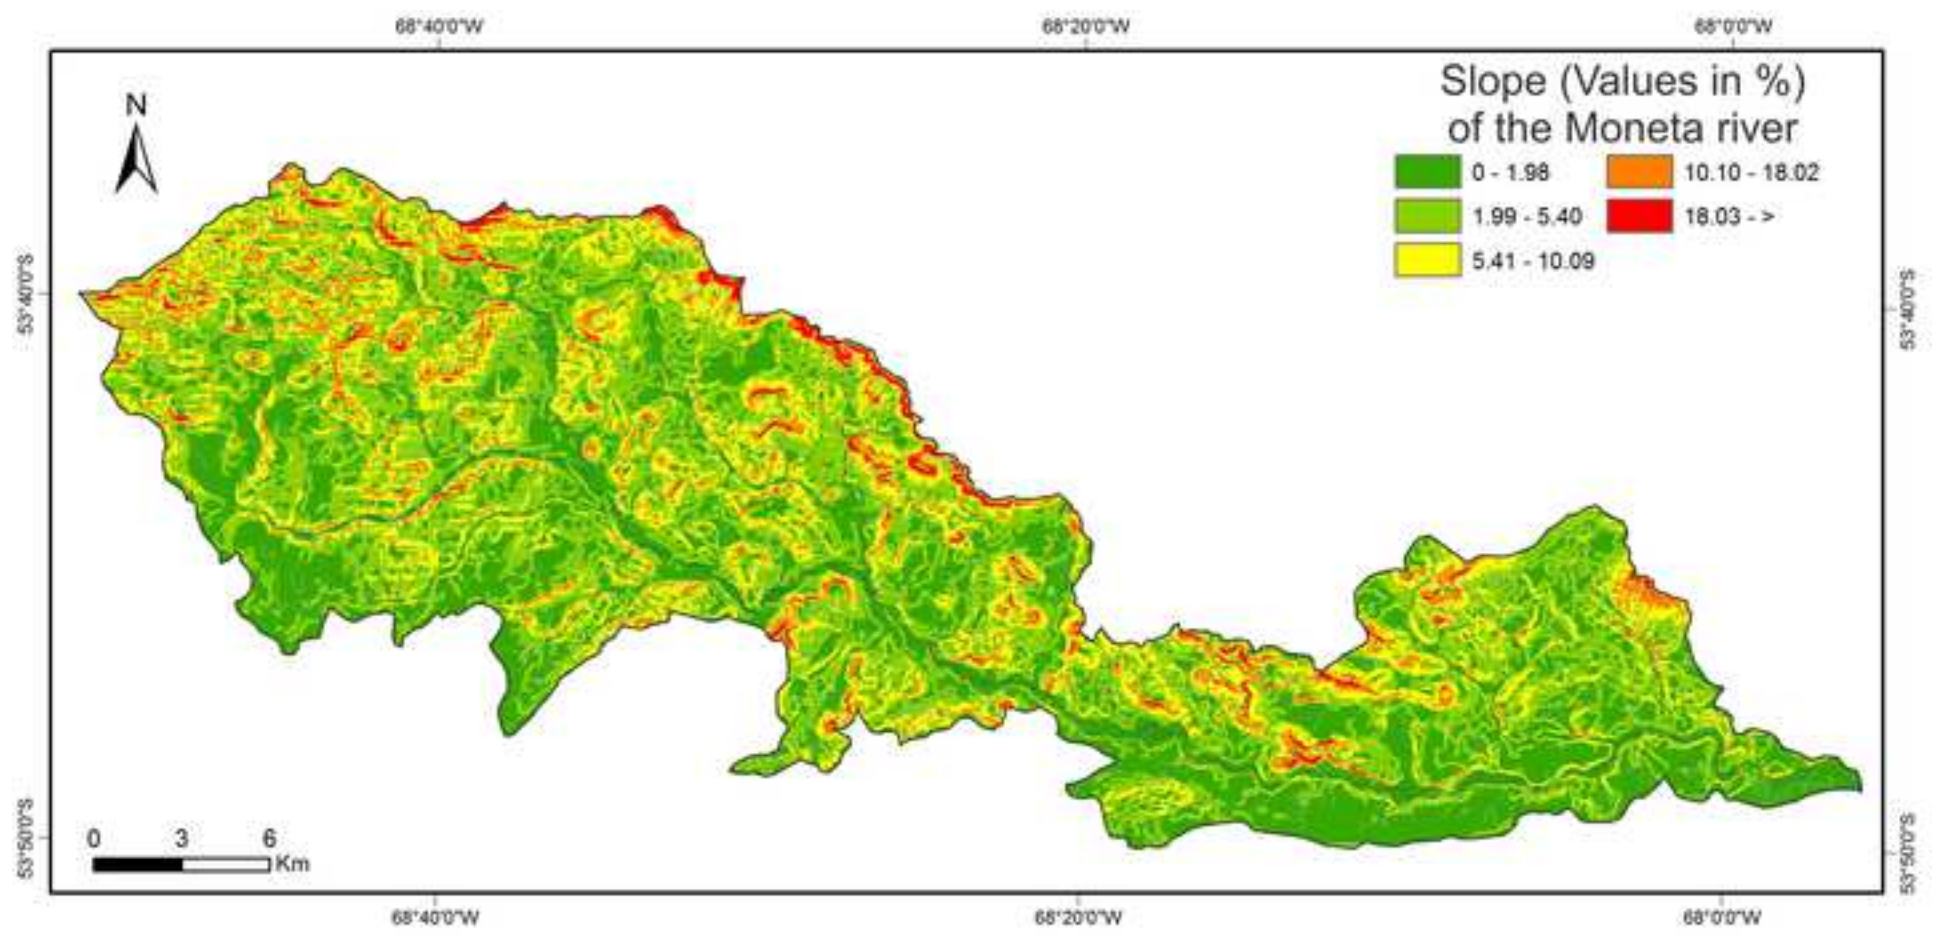 68°40'0"W 68°20'0"W 68°0'0"W
N
Slope (Values in %)
of the Moneta river
0 - 1.98
1.99 - 5.40
5.41 - 10.09
10.10 - 18.02
18.03 - >
53°40'0"S
53°40'0"S
53°50'0"S
53°50'0"S
0 3 6
Km
68°40'0"W 68°20'0"W 68°0'0"W